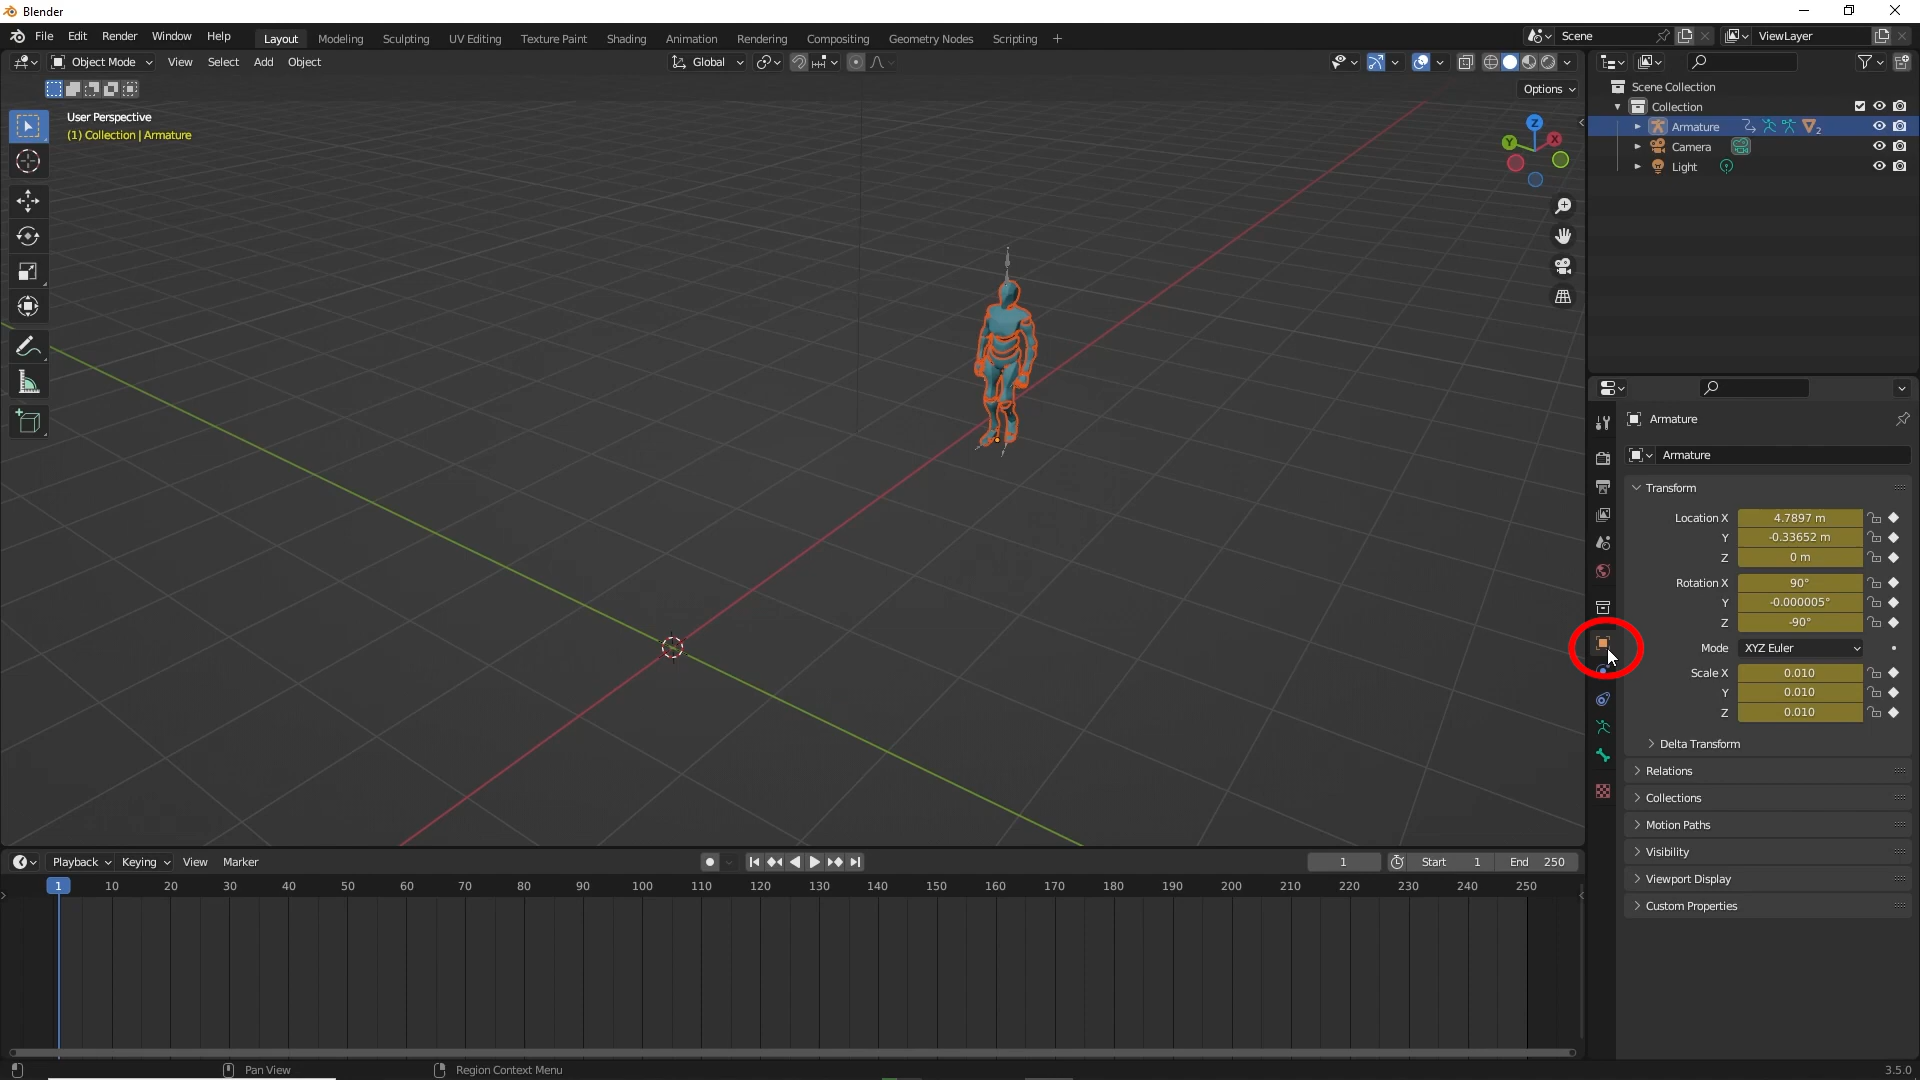 Blender
File Edit Render Window Help Layout Modeling Sculpting UV Editing Texture Paint Shading Animation Rendering Compositing Geometry Nodes Scripting + Scene ViewLayer
Object Mode View Select Add Object Global
Options
User Perspective
(1) Collection | Armature
Z
X
Y
Scene Collection
Collection
Armature 2
Camera
Light
Armature
Armature
Transform
Location X 4.7897 m
Y -0.33652 m
Z 0 m
Rotation X 90°
Y -0.000005°
Z -90°
Mode XYZ Euler
Scale X 0.010
Y 0.010
Z 0.010
Delta Transform
Relations
Collections
Motion Paths
Visibility
Viewport Display
Custom Properties
Playback Keying View Marker 1 Start 1 End 250
1 10 20 30 40 50 60 70 80 90 100 110 120 130 140 150 160 170 180 190 200 210 220 230 240 250
Pan View Region Context Menu 3.5.0